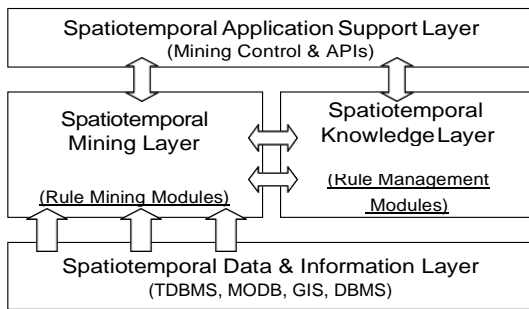 Spatiotemporal Application Support Layer
(Mining Control & APIs)
Spatiotemporal
Mining Layer
(Rule Mining Modules)
Spatiotemporal
Knowledge Layer
(Rule Management
Modules)
Spatiotemporal Data & Information Layer
(TDBMS, MODB, GIS, DBMS)